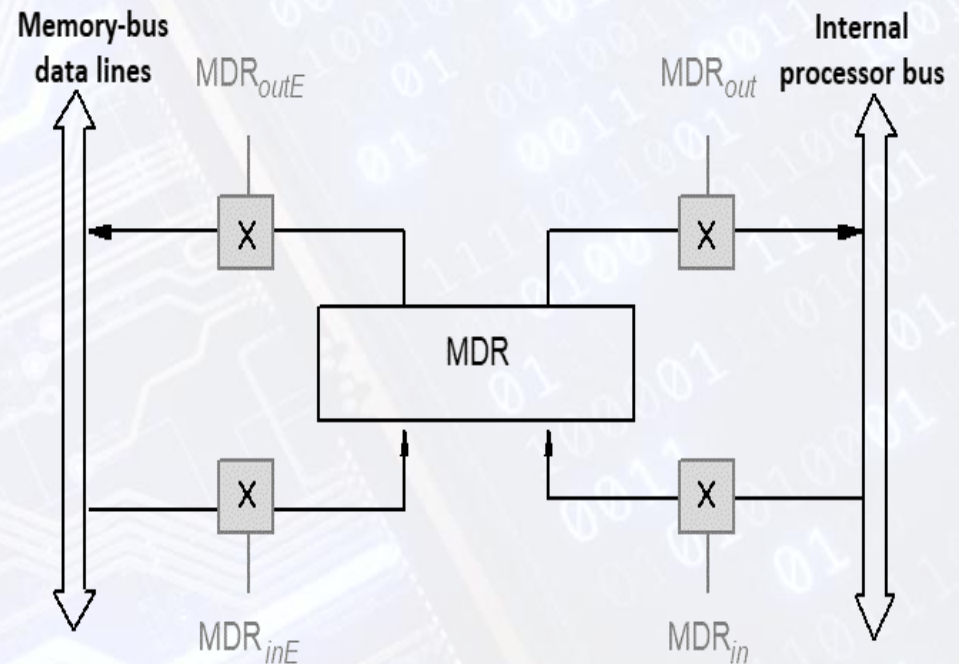 Memory-bus
data lines
MDRoutE
MDRout
Internal
processor bus
X
X
MDR
X
X
MDRinE
MDRin